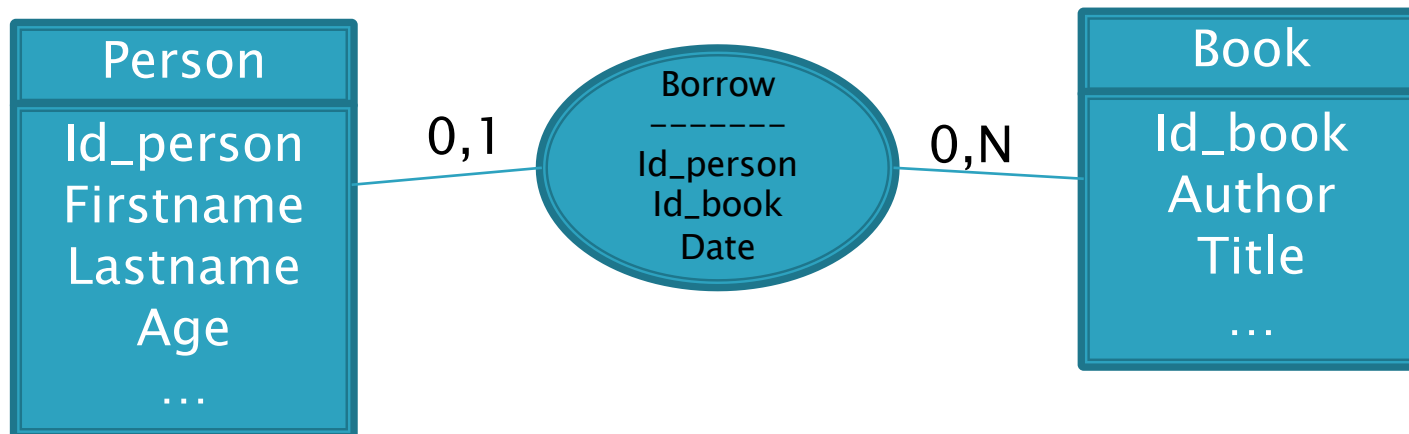 Person
Id_person
Firstname
Lastname
Age
...
0,1
Borrow
-------
Id_person
Id_book
Date
0,N
Book
Id_book
Author
Title
...